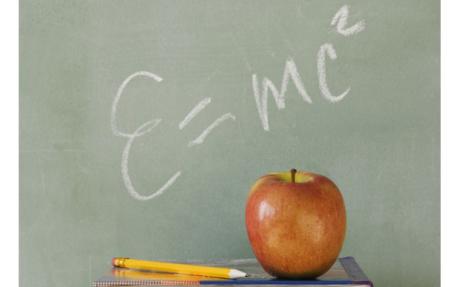 E = mc²